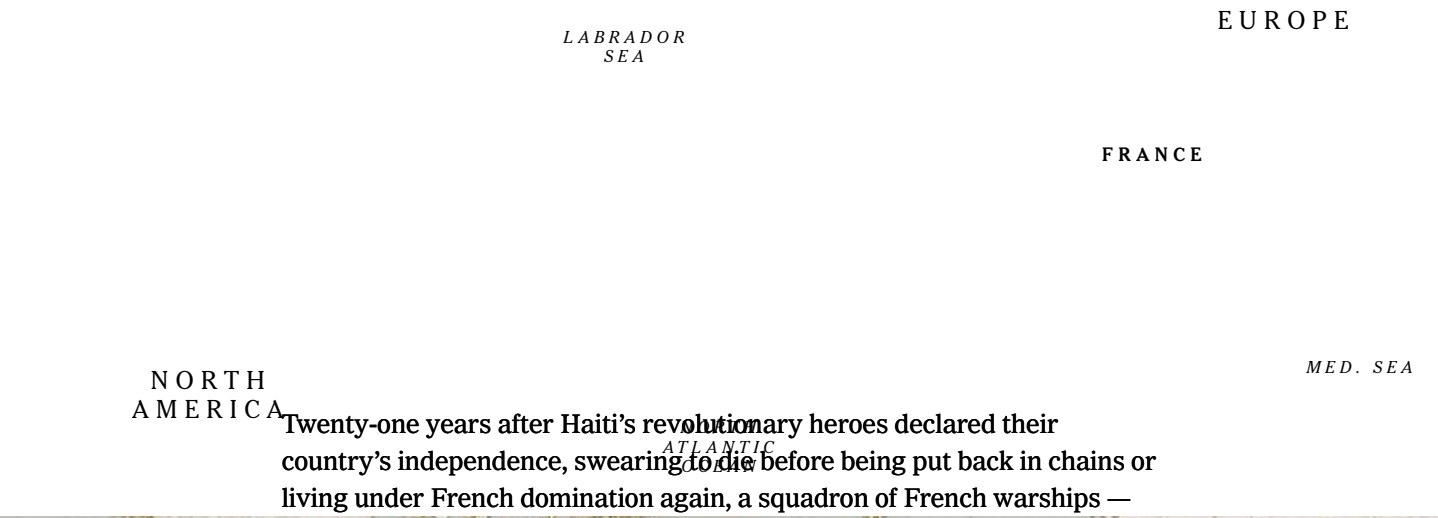 EUROPE
LABRADOR
SEA
FRANCE
MED. SEA
NORTH
AMERICA
Twenty-one years after Haiti’s revolutionary heroes declared their
NORTH
ATLANTIC
OCEAN
country’s independence, swearing to die before being put back in chains or
living under French domination again, a squadron of French warships —